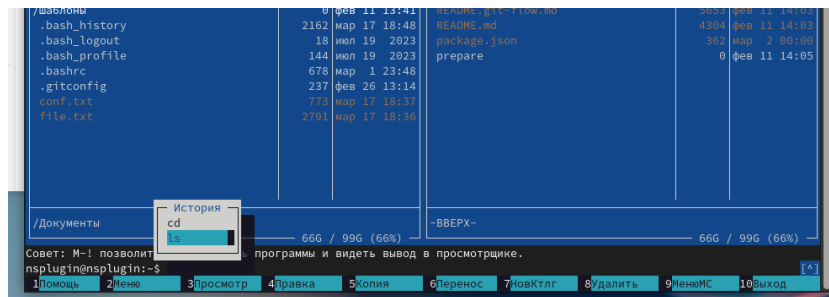 /Шаблоны 0 фев 11 13:41 README.git-flow.md 5653 фев 11 14:03
.bash_history 2162 мар 17 18:48 README.md 4304 фев 11 14:03
.bash_logout 18 июл 19 2023 package.json 362 мар 2 00:00
.bash_profile 144 июл 19 2023 prepare 0 фев 11 14:05
.bashrc 678 мар 1 23:48
.gitconfig 237 фев 26 13:14
conf.txt 773 мар 17 18:37
file.txt 2791 мар 17 18:36
История
/Документы cd -ВВЕРХ-
ls 66G / 99G (66%) 66G / 99G (66%)
Совет: M-! позволит программы и видеть вывод в просмотрщике.
nsplugin@nsplugin:~$ [^]
1Помощь 2Меню 3Просмотр 4Правка 5Копия 6Перенос 7НовКтлг 8Удалить 9МенюМС 10Выход